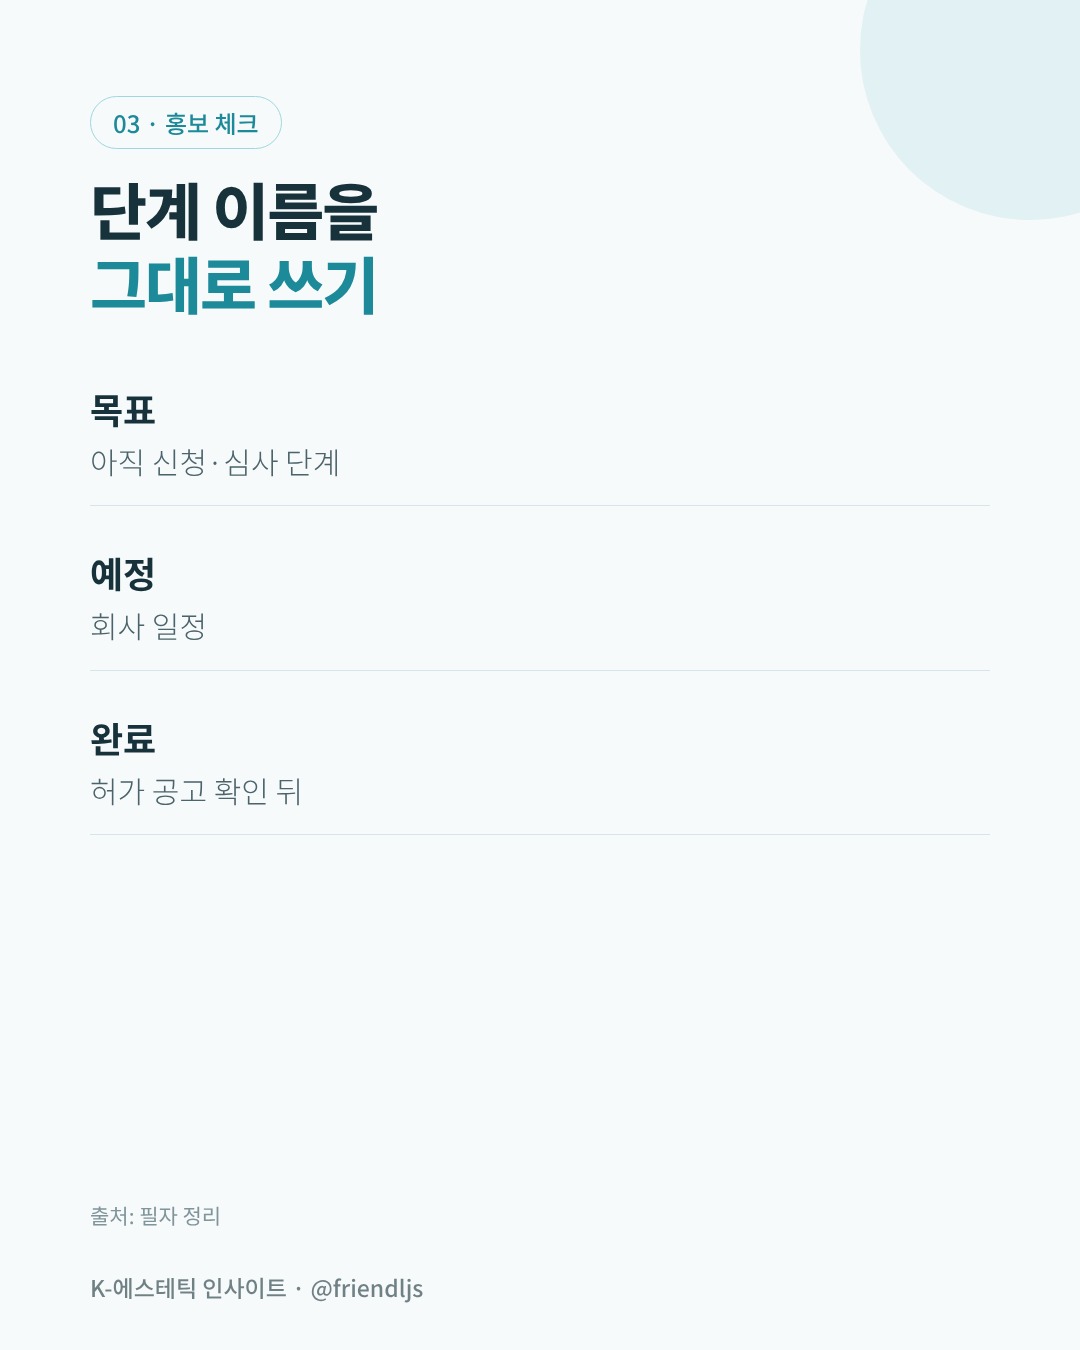 03 · 홍보 체크
단계 이름을
그대로 쓰기
목표
아직 신청·심사 단계
예정
회사 일정
완료
허가 공고 확인 뒤
출처: 필자 정리
K-에스테틱 인사이트 · @friendljs